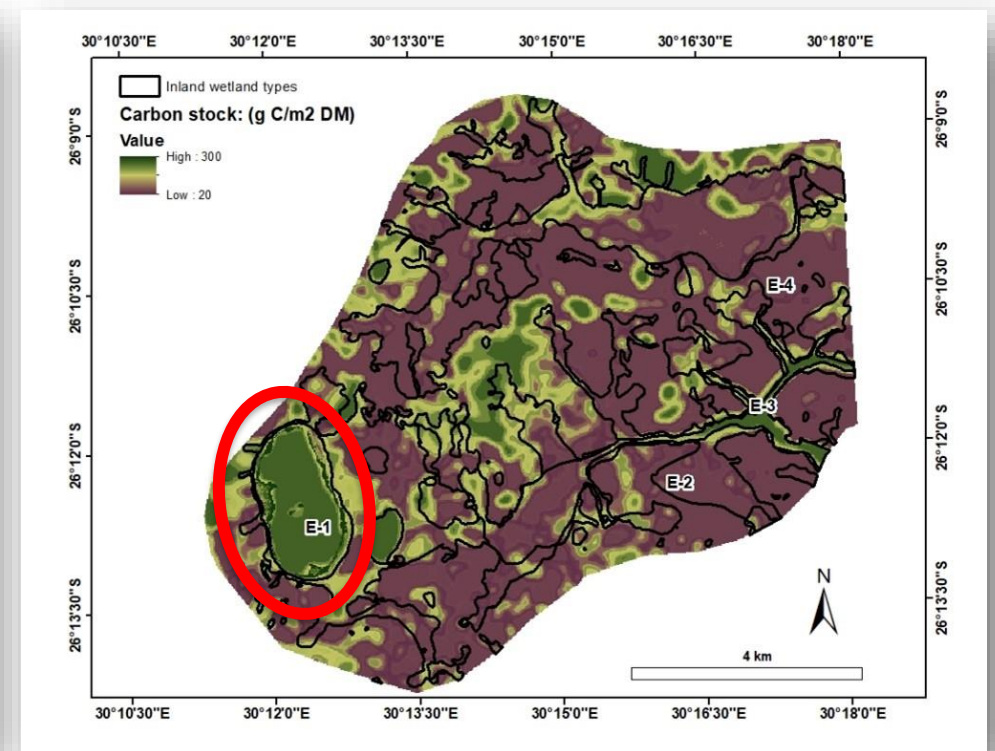 30°10'30"E 30°12'0"E 30°13'30"E 30°15'0"E 30°16'30"E 30°18'0"E
Inland wetland types
Carbon stock: (g C/m2 DM)
Value
High : 300
Low : 20
26°9'0"S 26°9'0"S
26°10'30"S 26°10'30"S
E-4
E-3
26°12'0"S 26°12'0"S
E-2
E-1
N
26°13'30"S 26°13'30"S
4 km
30°10'30"E 30°12'0"E 30°13'30"E 30°15'0"E 30°16'30"E 30°18'0"E